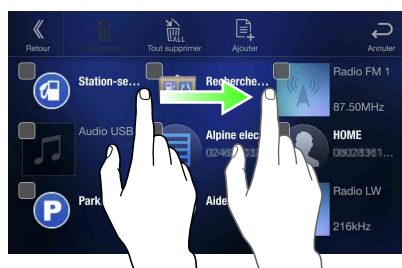 Retour
ALL
Tout supprimer
Ajouter
Annuler
Station-se...
Recherche...
Radio FM 1
87.50MHz
Audio USB
Alpine elec
HOME
P
Park
Aide
Radio LW
216kHz